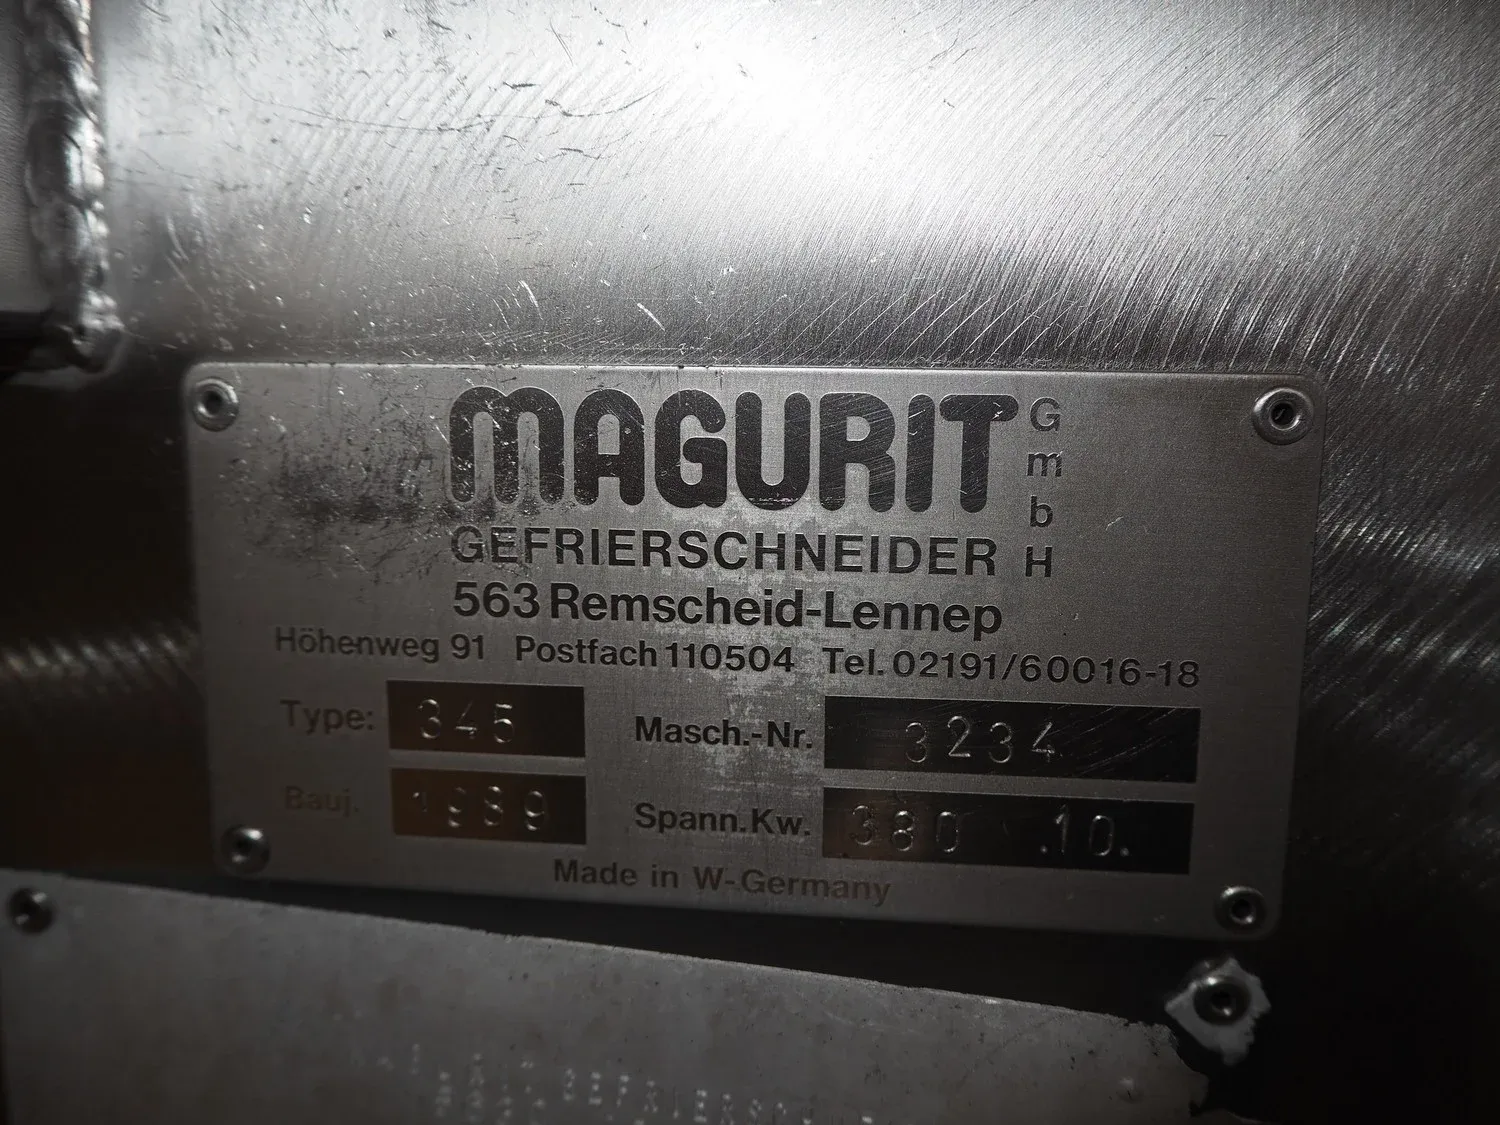 MAGURIT GmbH
GEFRIERSCHNEIDER
563 Remscheid-Lennep
Höhenweg 91 Postfach 110504 Tel. 02191/60016-18
Type: 345 Masch.-Nr. 3234
Bauj. 1989 Spann.Kw. 380 .10.
Made in W-Germany